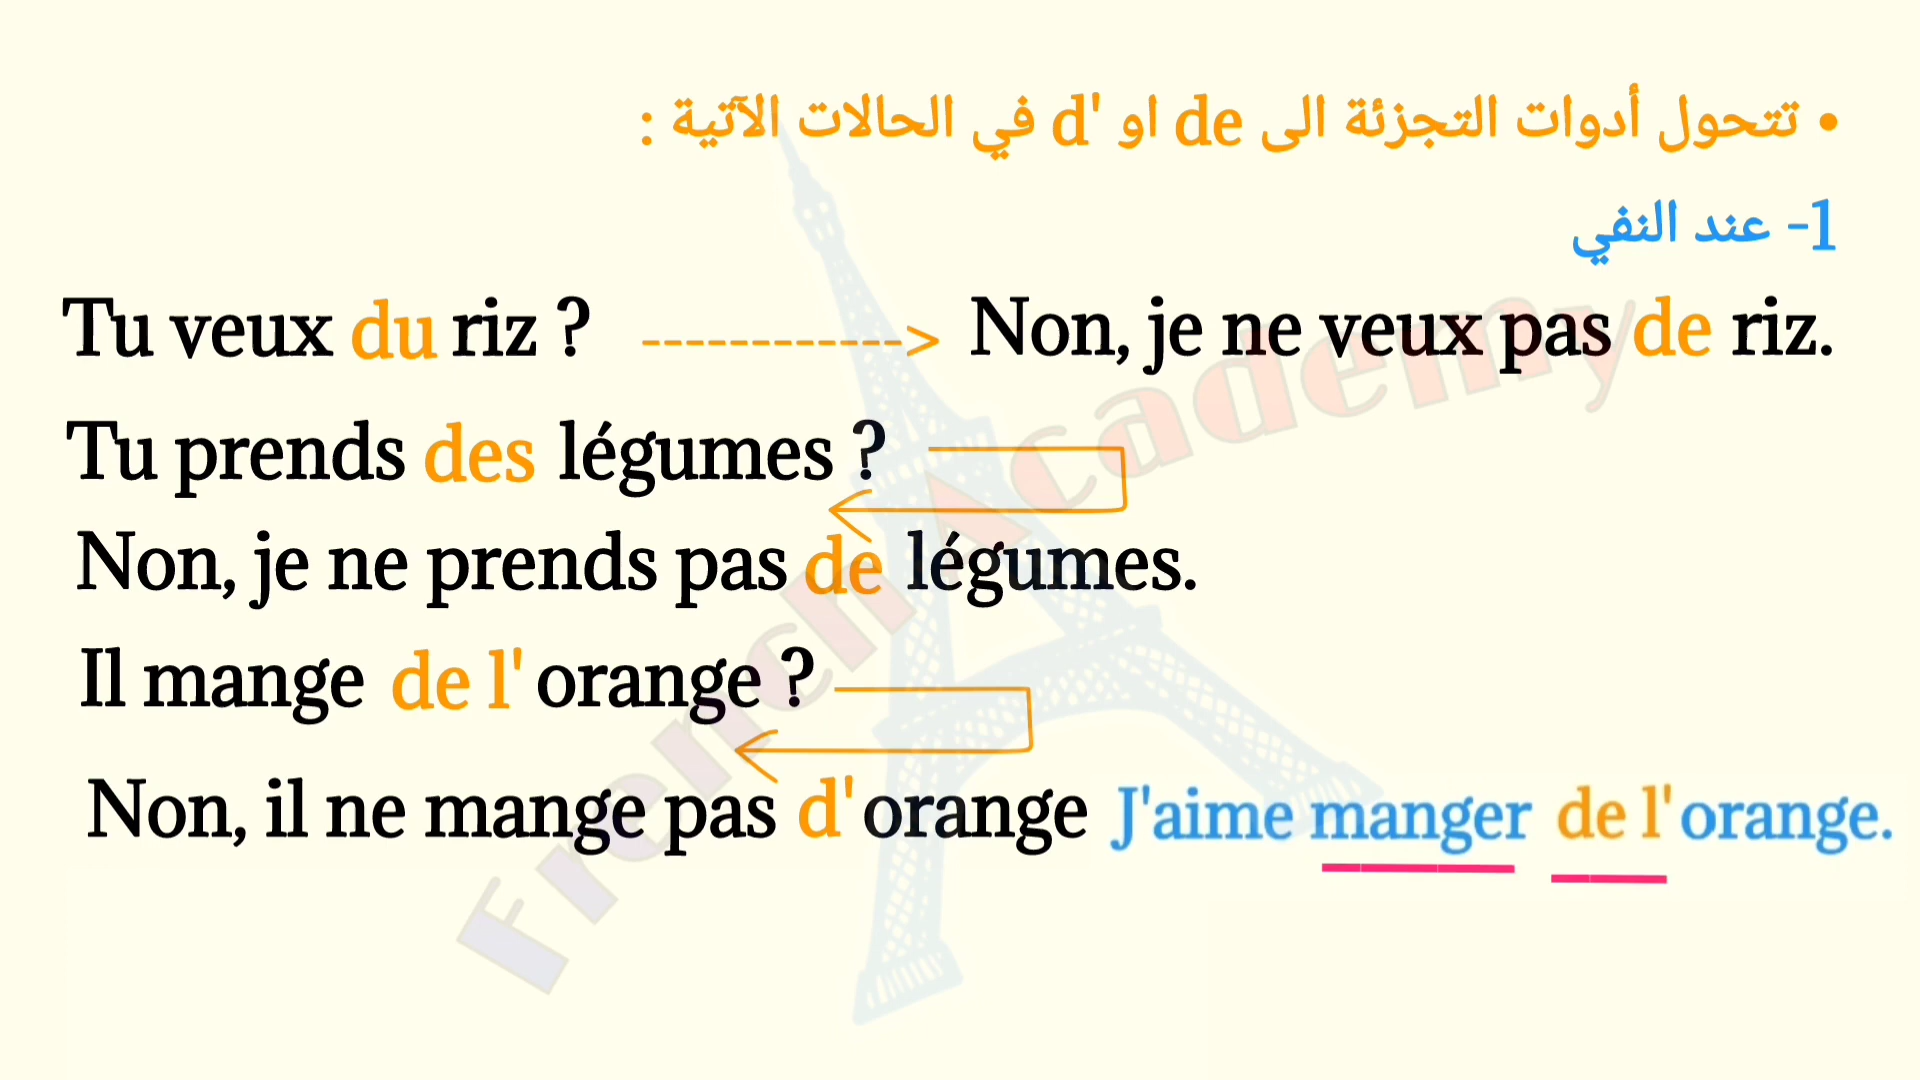 • تتحول أدوات التجزئة الى de او d' في الحالات الآتية :
1- عند النفي
Tu veux du riz ? ------------> Non, je ne veux pas de riz.
Tu prends des légumes ?
Non, je ne prends pas de légumes.
Il mange de l' orange ?
Non, il ne mange pas d' orange J'aime manger de l' orange.
French Academy